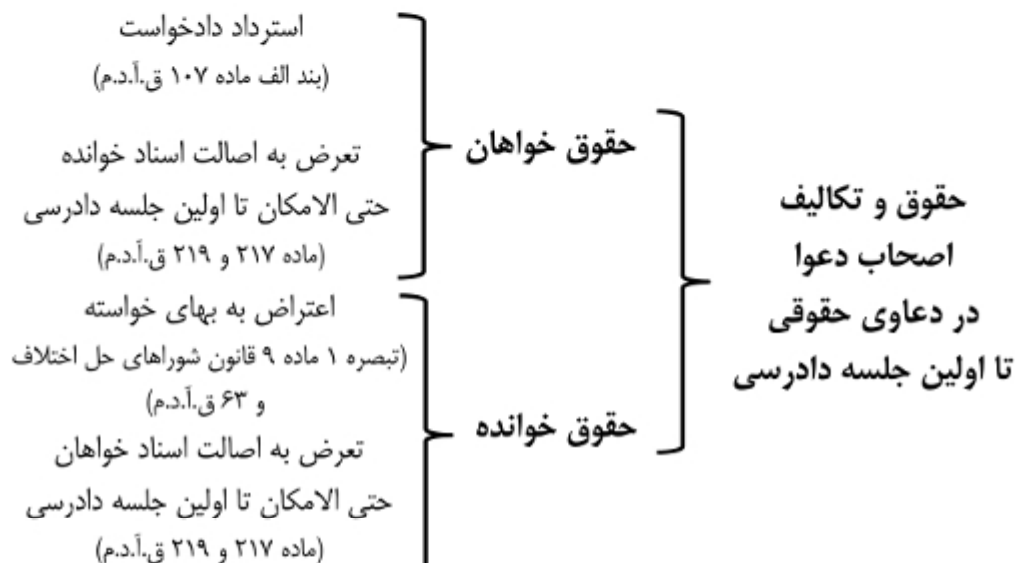 حقوق و تکالیف
اصحاب دعوا
در دعاوی حقوقی
تا اولین جلسه دادرسی
حقوق خواهان
استرداد دادخواست
(بند الف ماده ۱۰۷ ق.آ.د.م)
تعرض به اصالت اسناد خوانده
حتی الامکان تا اولین جلسه دادرسی
(ماده ۲۱۷ و ۲۱۹ ق.آ.د.م)
حقوق خوانده
اعتراض به بهای خواسته
(تبصره ۱ ماده ۹ قانون شوراهای حل اختلاف
و ۶۳ ق.آ.د.م)
تعرض به اصالت اسناد خواهان
حتی الامکان تا اولین جلسه دادرسی
(ماده ۲۱۷ و ۲۱۹ ق.آ.د.م)